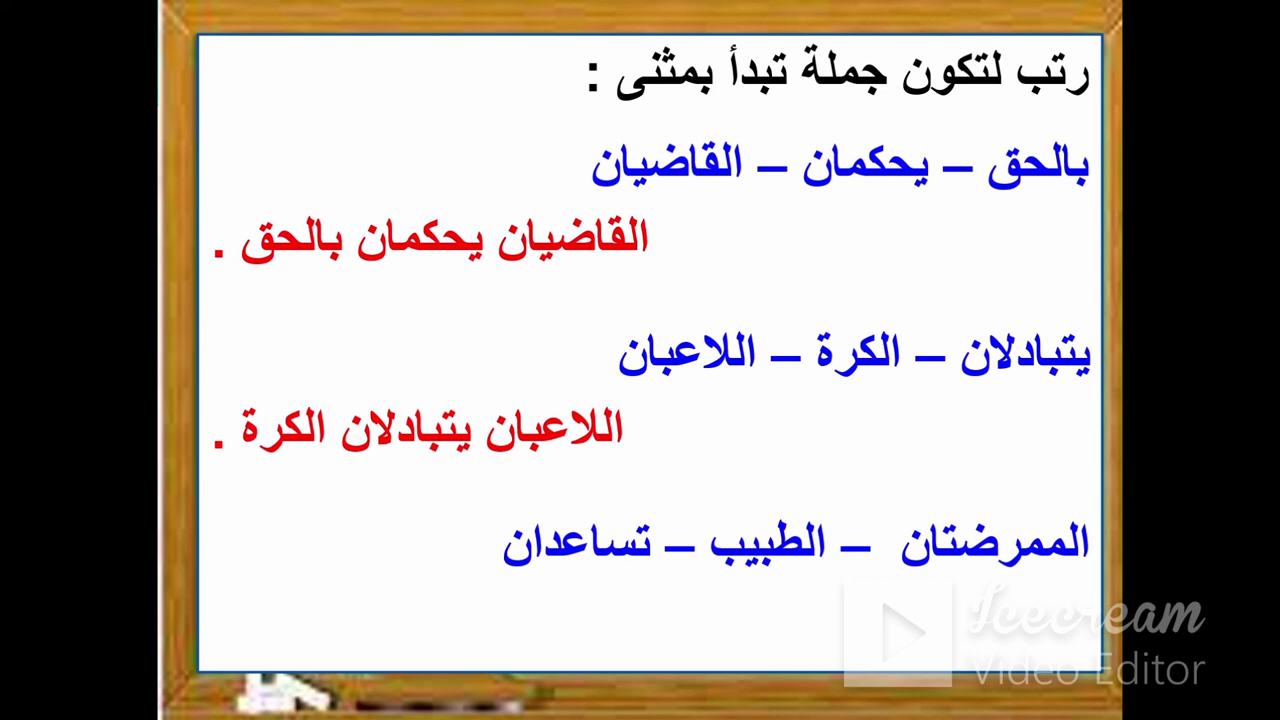 رتب لتكون جملة تبدأ بمثنى :
بالحق – يحكمان – القاضيان
القاضيان يحكمان بالحق .
يتبادلان – الكرة – اللاعبان
اللاعبان يتبادلان الكرة .
الممرضتان – الطبيب – تساعدان
Icecream
Video Editor